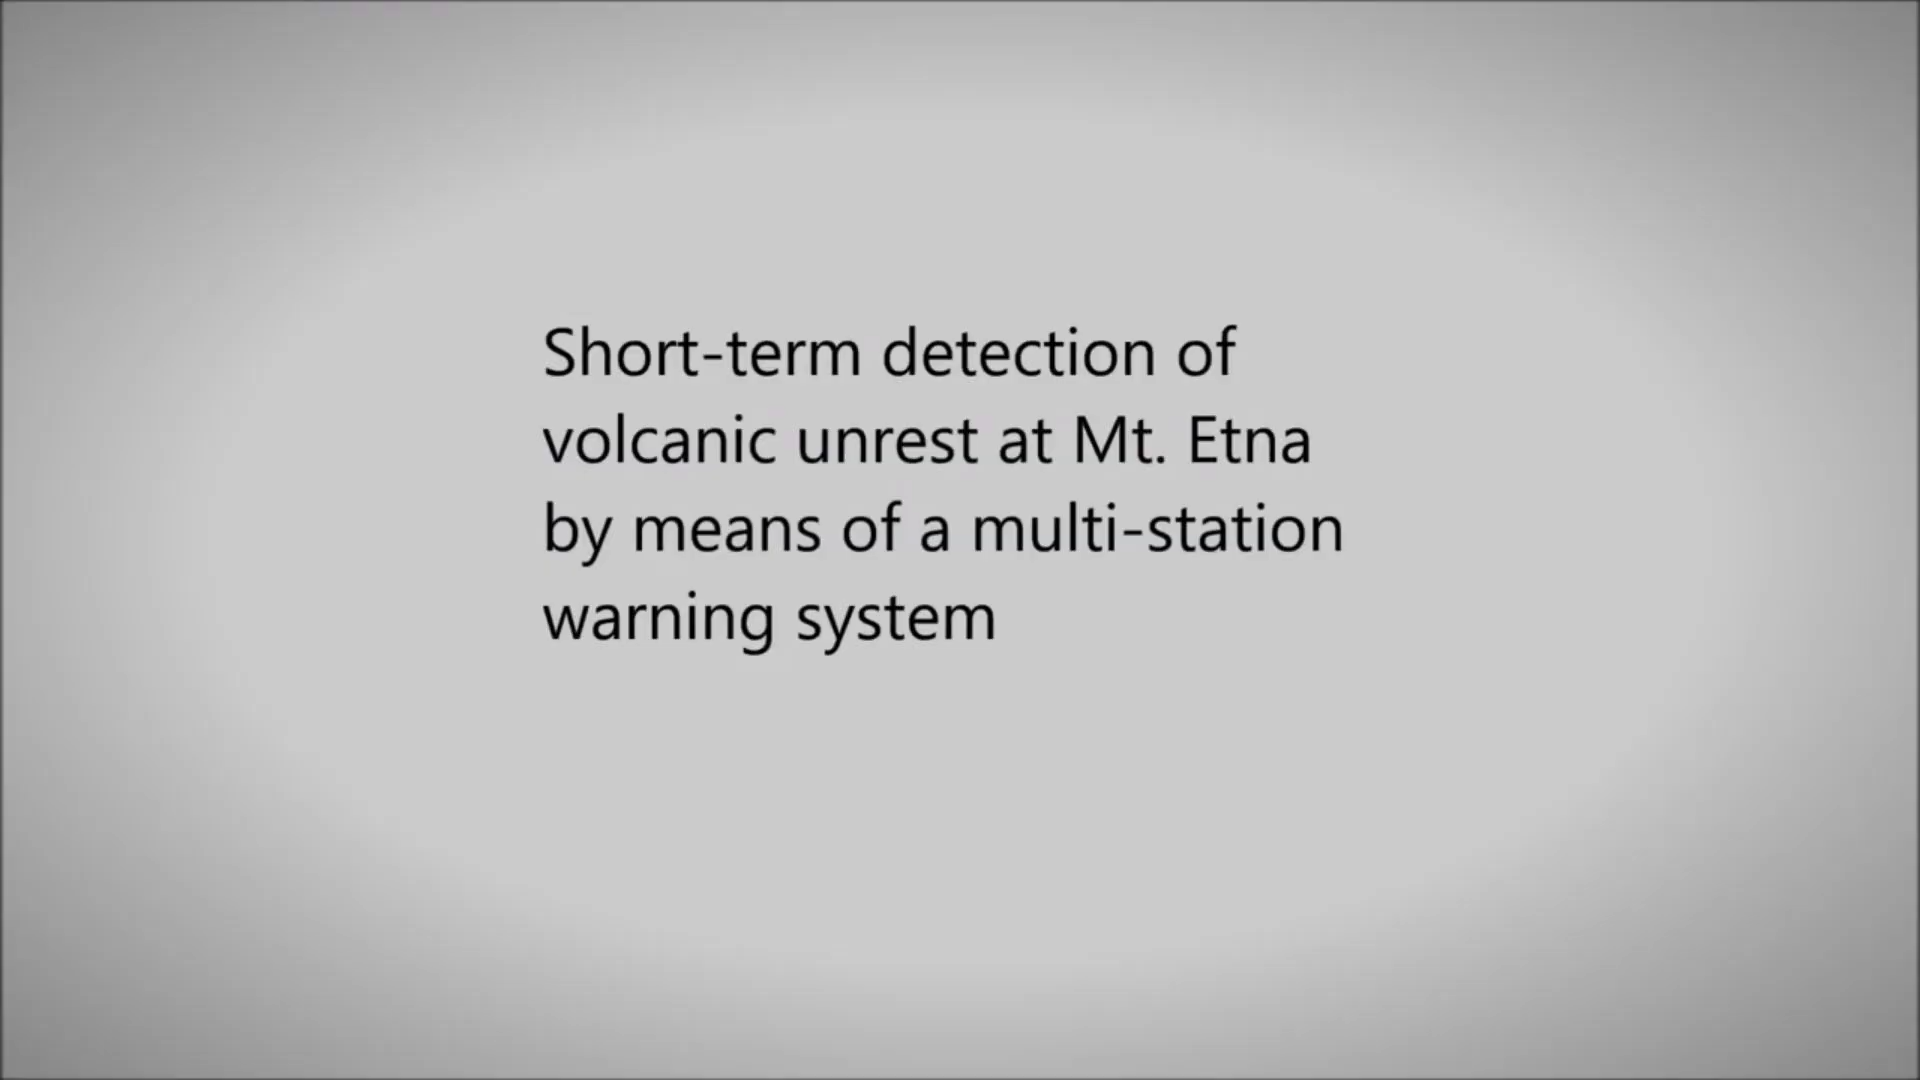 Short-term detection of
volcanic unrest at Mt. Etna
by means of a multi-station
warning system